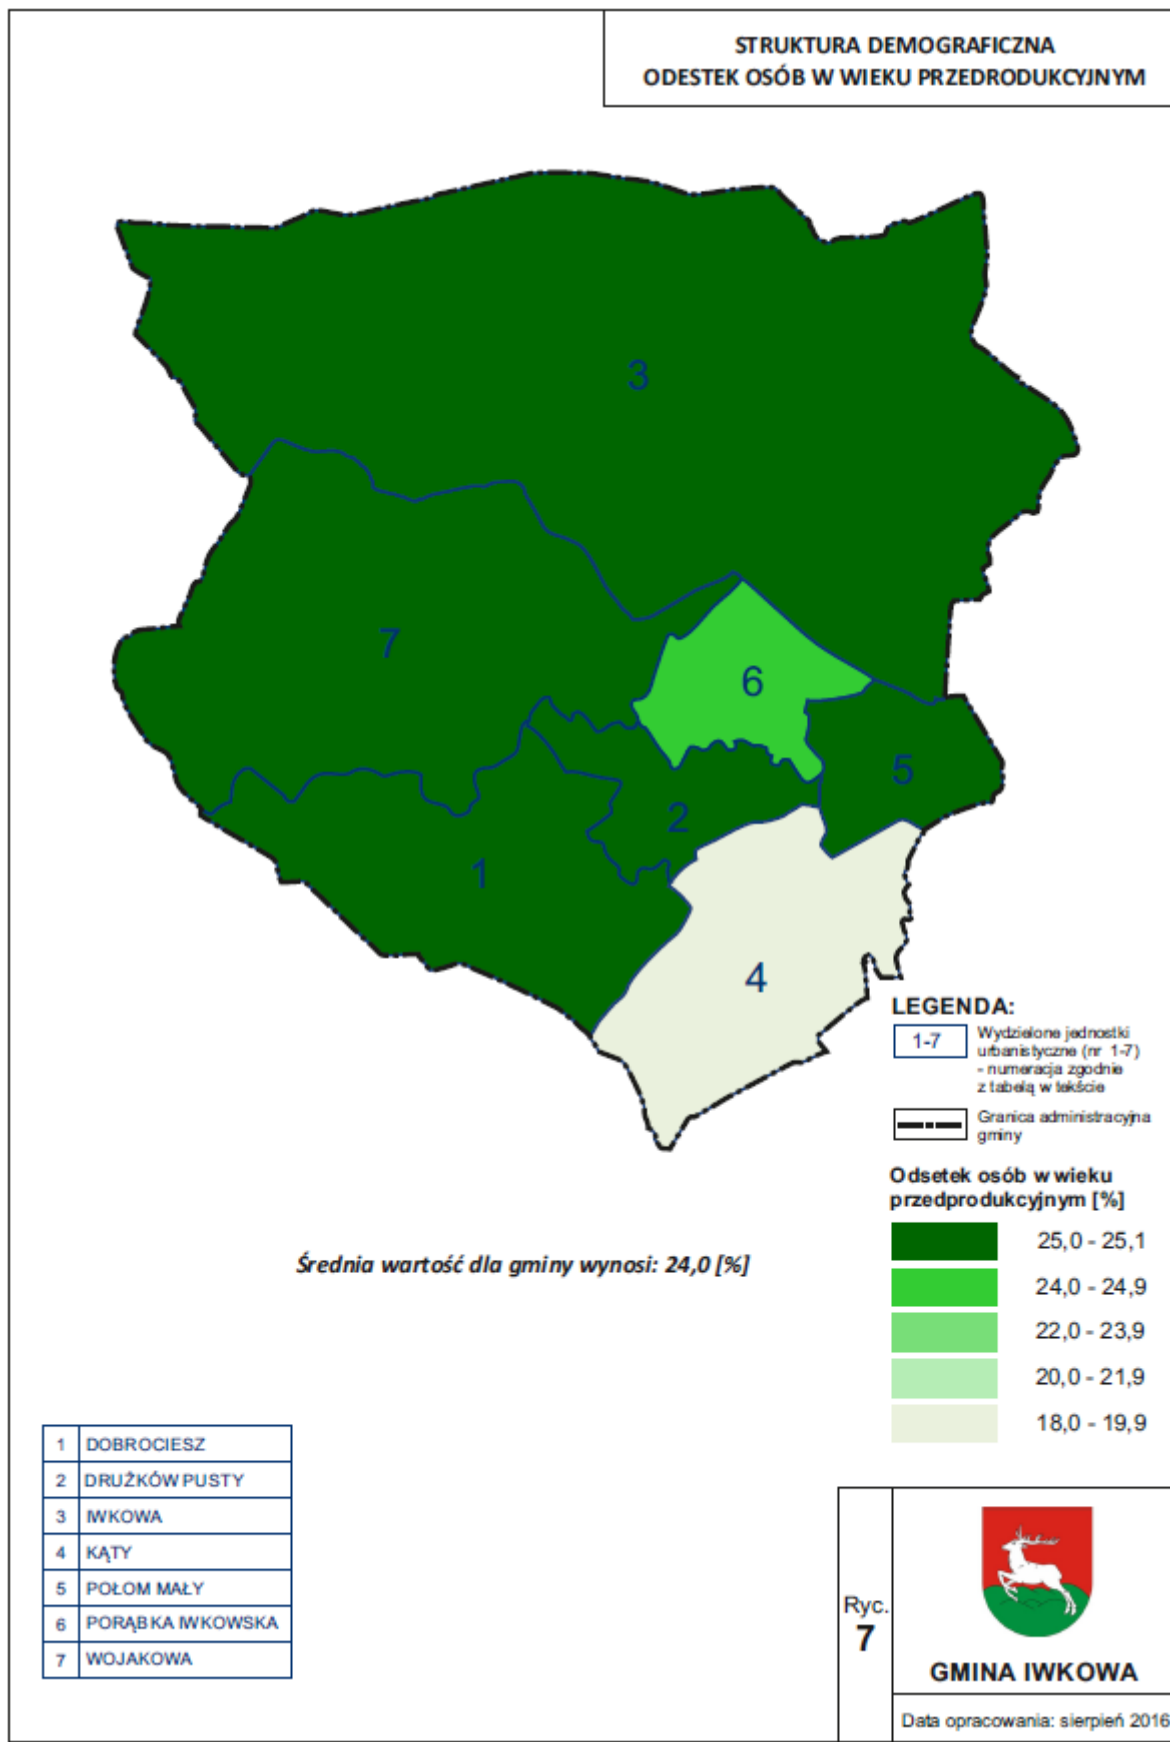 STRUKTURA DEMOGRAFICZNA
ODESTEK OSÓB W WIEKU PRZEDRODUKCYJNYM
3
7
6
5
2
1
4
LEGENDA:
1-7
Wydzielone jednostki
urbanistyczne (nr 1-7)
- numeracja zgodnie
z tabelą w tekście
Granica administracyjna
gminy
Odsetek osób w wieku
przedprodukcyjnym [%]
25,0 - 25,1
24,0 - 24,9
22,0 - 23,9
20,0 - 21,9
18,0 - 19,9
Średnia wartość dla gminy wynosi: 24,0 [%]
1 DOBROCIESZ
2 DRUŻKÓW PUSTY
3 IWKOWA
4 KĄTY
5 POŁOM MAŁY
6 PORĄBKA IWKOWSKA
7 WOJAKOWA
Ryc.
7
GMINA IWKOWA
Data opracowania: sierpień 2016